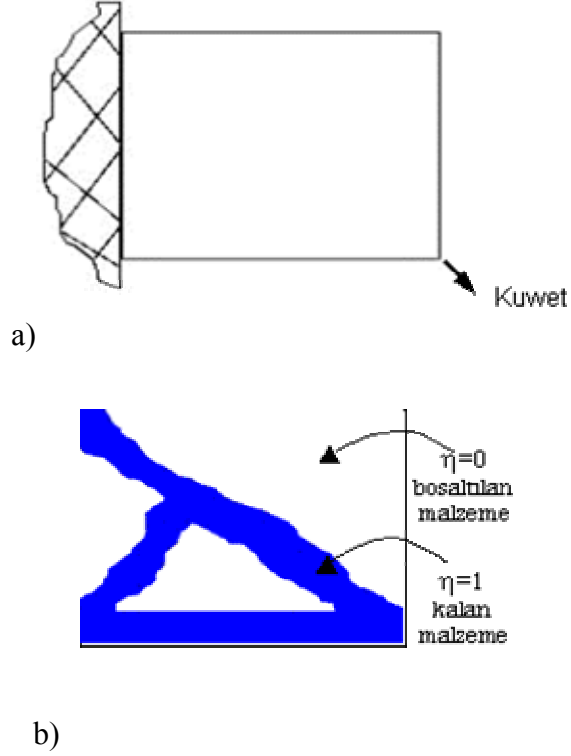 Kuwet
a)
η=0
bosaltılan
malzeme
η=1
kalan
malzeme
b)